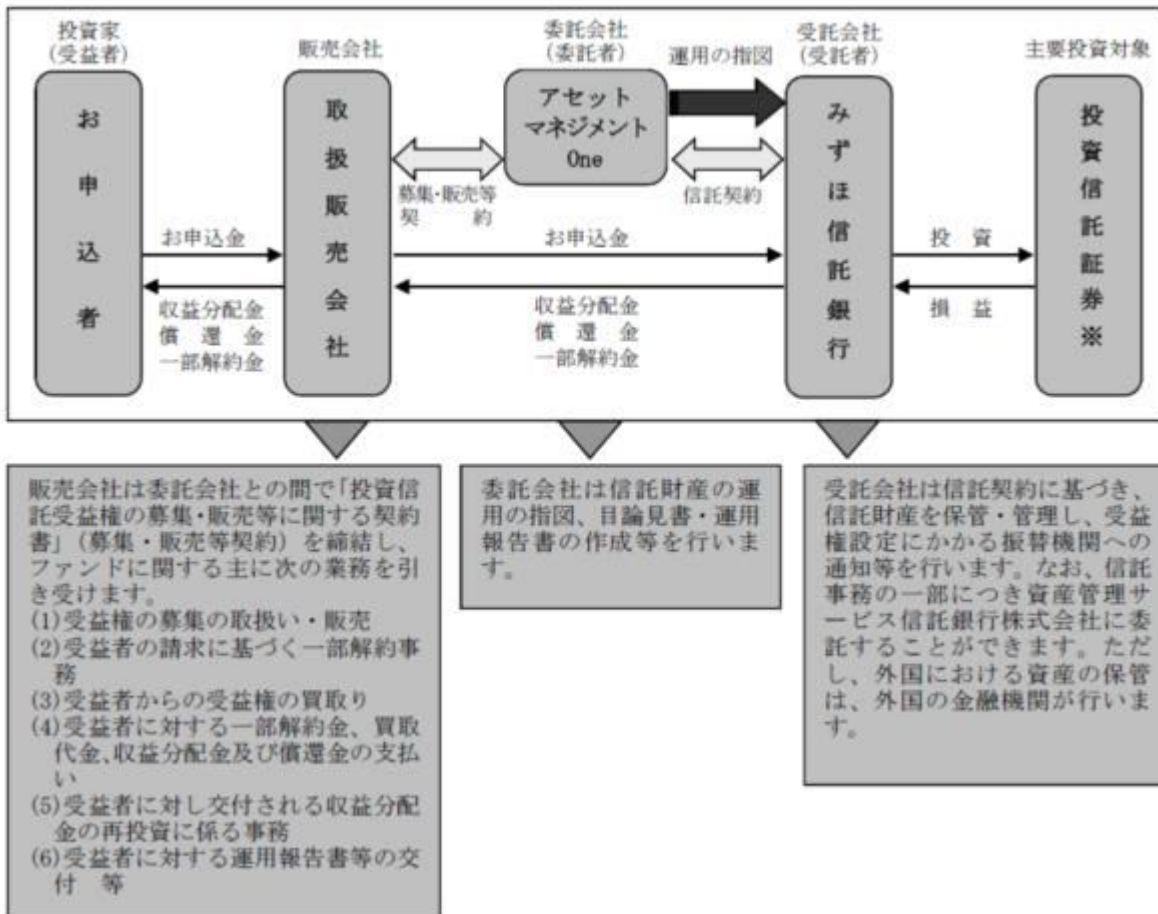 投資家
(受益者)
販売会社
委託会社
(委託者)
運用の指図
受託会社
(受託者)
主要投資対象
お申込者
取扱販売会社
アセット
マネジメント
One
みずほ信託銀行
投資信託証券※
募集・販売等
契約
信託契約
お申込金
お申込金
投 資
収益分配金
償 還 金
一部解約金
収益分配金
償 還 金
一部解約金
損 益
販売会社は委託会社との間で「投資信
託受益権の募集・販売等に関する契約
書」(募集・販売等契約)を締結し、
ファンドに関する主に次の業務を引
き受けます。
(1)受益権の募集の取扱い・販売
(2)受益者の請求に基づく一部解約事
務
(3)受益者からの受益権の買取り
(4)受益者に対する一部解約金、買取
代金、収益分配金及び償還金の支払
い
(5)受益者に対し交付される収益分配
金の再投資に係る事務
(6)受益者に対する運用報告書等の交
付 等
委託会社は信託財産の運
用の指図、目論見書・運用
報告書の作成等を行いま
す。
受託会社は信託契約に基づき、
信託財産を保管・管理し、受益
権設定にかかる振替機関への
通知等を行います。なお、信託
事務の一部につき資産管理サ
ービス信託銀行株式会社に委
託することができます。ただ
し、外国における資産の保管
は、外国の金融機関が行いま
す。